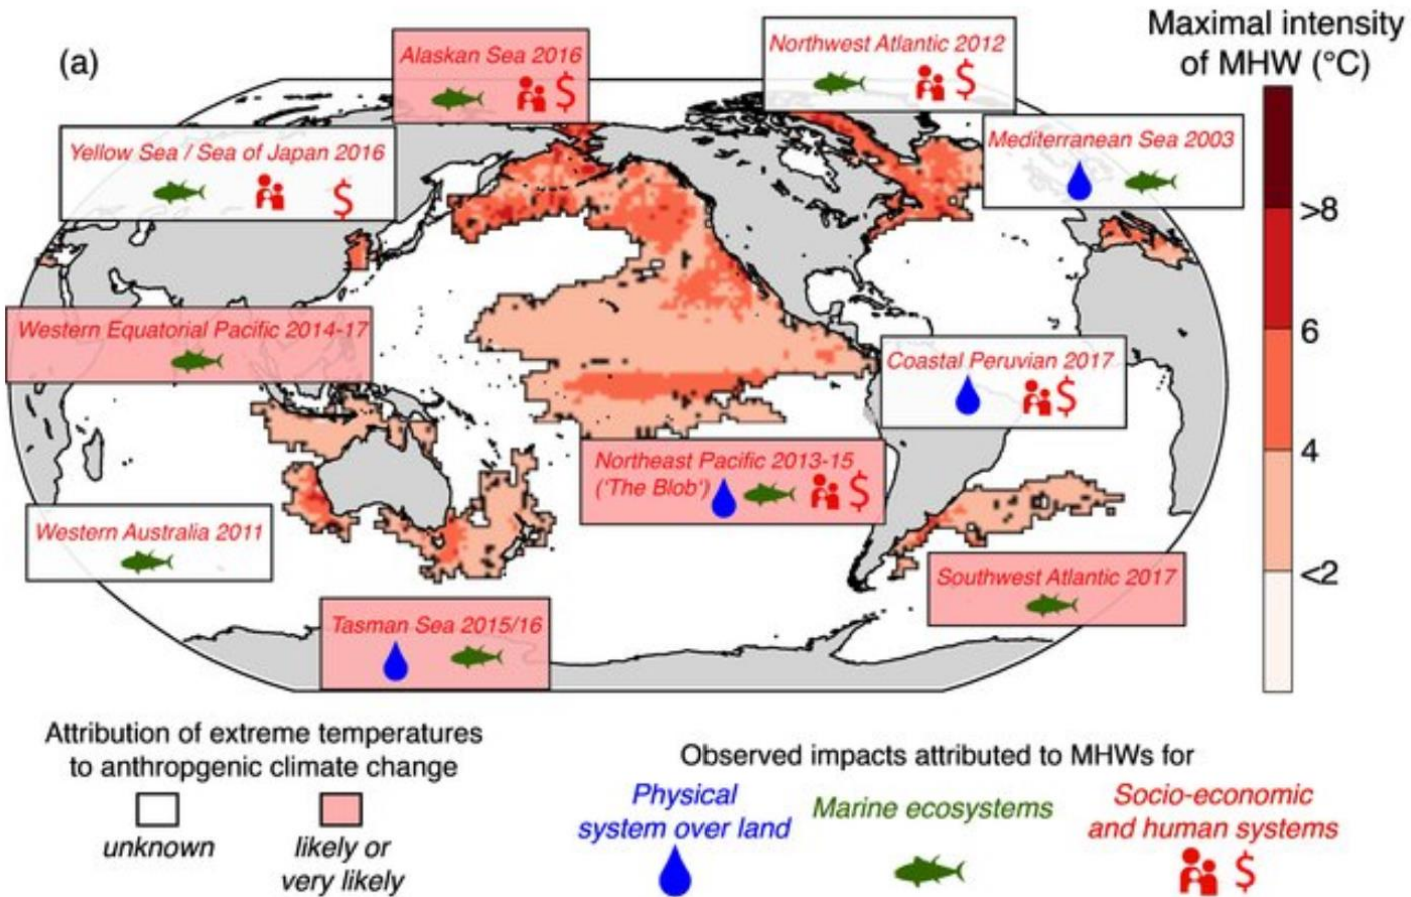 (a)
Alaskan Sea 2016
$
Northwest Atlantic 2012
$
Maximal intensity
of MHW (°C)
Yellow Sea / Sea of Japan 2016
$
Mediterranean Sea 2003
>8
Western Equatorial Pacific 2014-17
6
Coastal Peruvian 2017
$
4
Northeast Pacific 2013-15
('The Blob')
$
Western Australia 2011
<2
Southwest Atlantic 2017
Tasman Sea 2015/16
Attribution of extreme temperatures
to anthropgenic climate change
unknown
likely or
very likely
Observed impacts attributed to MHWs for
Physical
system over land
Marine ecosystems
Socio-economic
and human systems
$